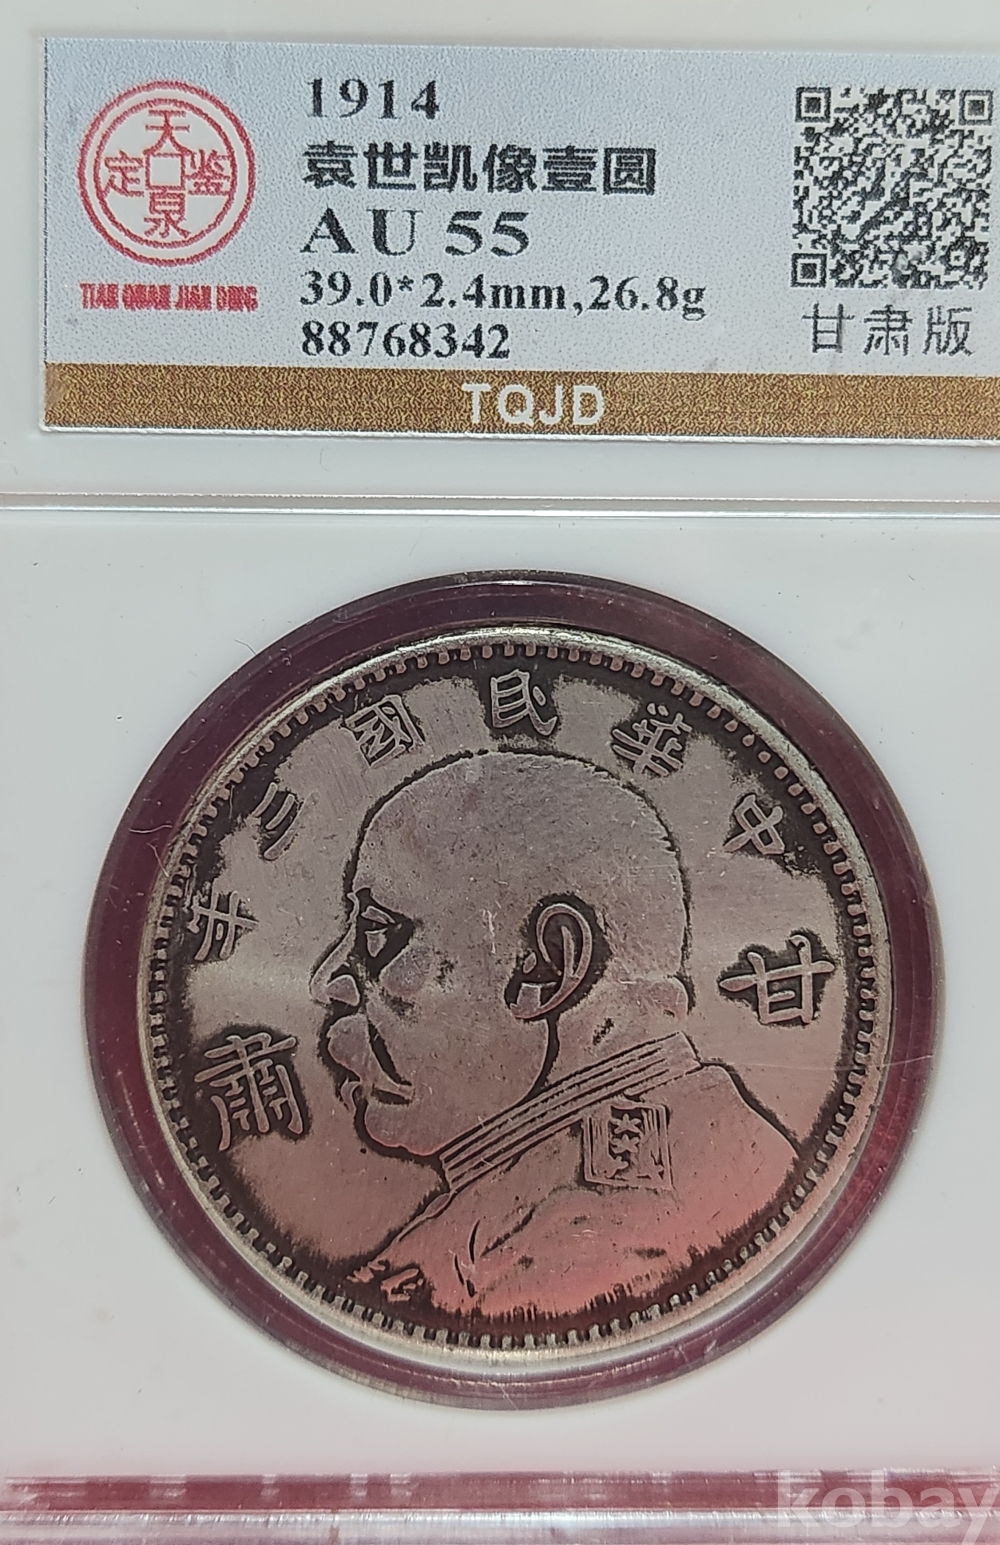 1914
袁世凯像壹圆
AU 55
39.0*2.4mm,26.8g
88768342
天泉鉴定
TIAN QUAN JIAN DING
甘肃版
TQJD
中華民國三年
甘肅
kobay